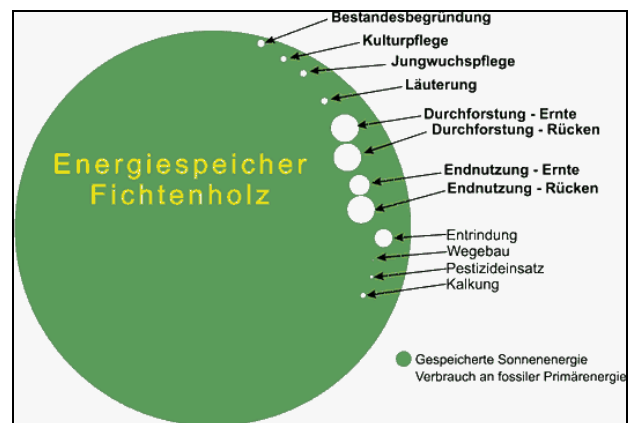 Bestandesbegründung
Kulturpflege
Jungwuchspflege
Läuterung
Durchforstung - Ernte
Durchforstung - Rücken
Energiespeicher
Fichtenholz
Endnutzung - Ernte
Endnutzung - Rücken
Entrindung
Wegebau
Pestizideinsatz
Kalkung
Gespeicherte Sonnenenergie
Verbrauch an fossiler Primärenergie